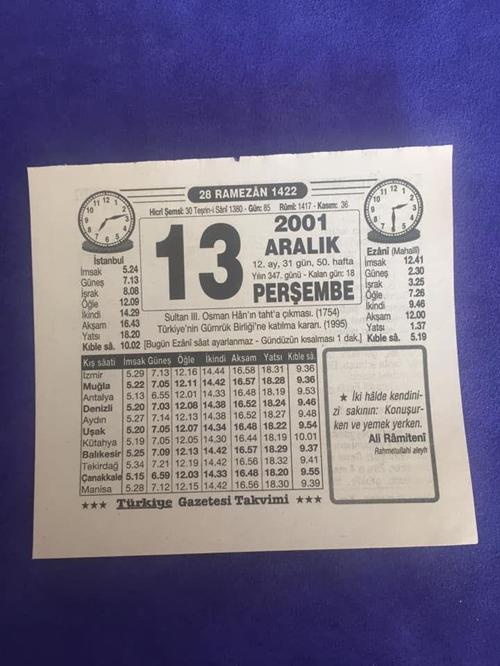 28 RAMEZÂN 1422
Hicrî Şemsî: 30 Teşrin-i Sânî 1380 - Gün: 85 Rûmî: 1417 - Kasım: 36
13
2001
ARALIK
12. ay, 31 gün, 50. hafta
Yılın 347. günü - Kalan gün: 18
PERŞEMBE
İstanbul
İmsak 5.24
Güneş 7.13
İşrak 8.08
Öğle 12.09
İkindi 14.29
Akşam 16.43
Yatsı 18.20
Kıble sâ. 10.02
Ezânî (Mahallî)
İmsak 12.41
Güneş 2.30
İşrak 3.25
Öğle 7.26
İkindi 9.46
Akşam 12.00
Yatsı 1.37
Kıble sâ. 5.19
Sultan III. Osman Hân'ın taht'a çıkması. (1754)
Türkiye'nin Gümrük Birliği'ne katılma kararı. (1995)
[Bugün Ezânî sâat ayarlanmaz - Gündüzün kısalması 1 dak.]
Kış sâati İmsak Güneş Öğle İkindi Akşam Yatsı Kıble sâ.
İzmir 5.29 7.13 12.16 14.44 16.58 18.31 9.36
Muğla 5.22 7.05 12.11 14.42 16.57 18.28 9.36
Antalya 5.13 6.55 12.01 14.33 16.48 18.19 9.53
Denizli 5.20 7.03 12.08 14.38 16.52 18.24 9.46
Aydın 5.27 7.14 12.13 14.38 16.52 18.27 9.48
Uşak 5.20 7.05 12.07 14.34 16.48 18.22 9.54
Kütahya 5.19 7.05 12.05 14.30 16.44 18.19 10.01
Balıkesir 5.25 7.09 12.13 14.42 16.57 18.29 9.37
Tekirdağ 5.34 7.21 12.19 14.42 16.56 18.32 9.41
Çanakkale 5.15 6.59 12.03 14.33 16.48 18.20 9.55
Manisa 5.28 7.12 12.15 14.42 16.56 18.30 9.39
★ İki hâlde kendini-
zi sakının: Konuşur-
ken ve yemek yerken.
Ali Râmitenî
Rahmetullahi aleyh
★★★ Türkiye Gazetesi Takvimi ★★★